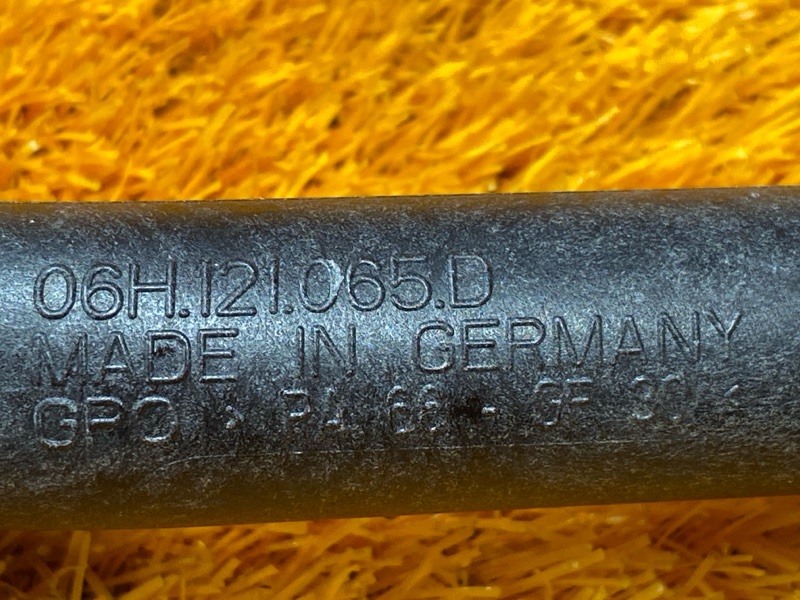 06H.121.065.D
MADE IN GERMANY
GPO >PA 66 - GF 30<